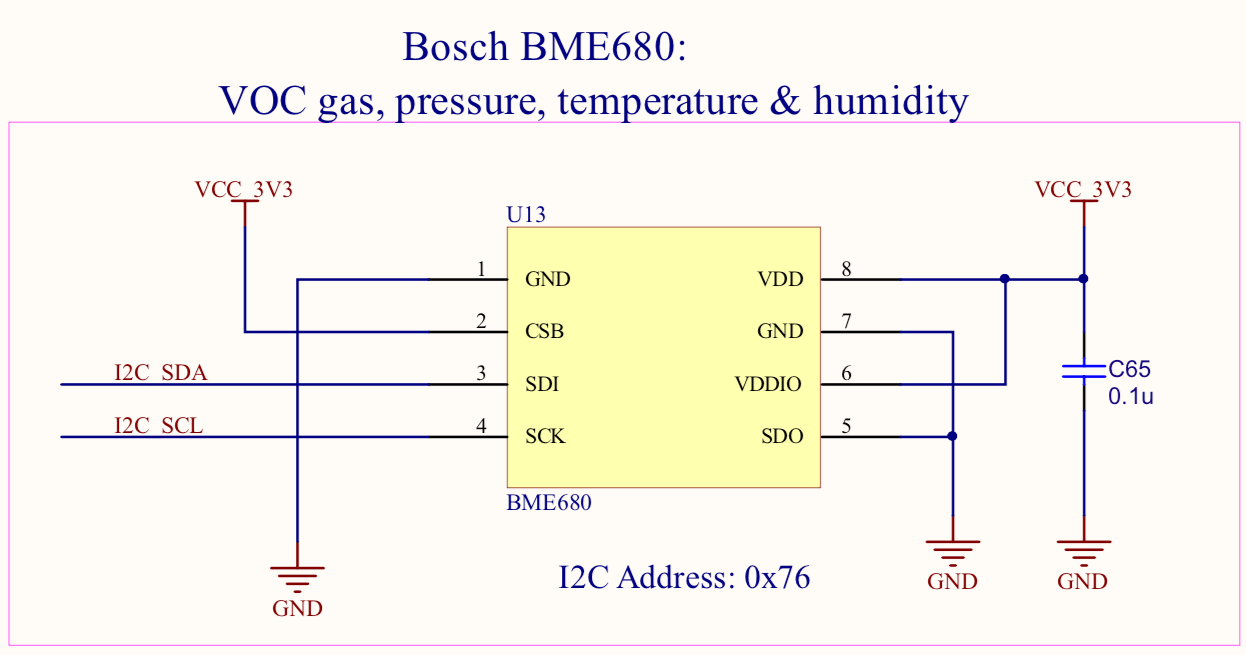 Bosch BME680:
VOC gas, pressure, temperature & humidity
VCC_3V3
VCC_3V3
U13
1 GND
VDD 8
2 CSB
GND 7
I2C_SDA
3 SDI
VDDIO 6
C65
0.1u
I2C_SCL
4 SCK
SDO 5
BME680
I2C Address: 0x76
GND
GND
GND